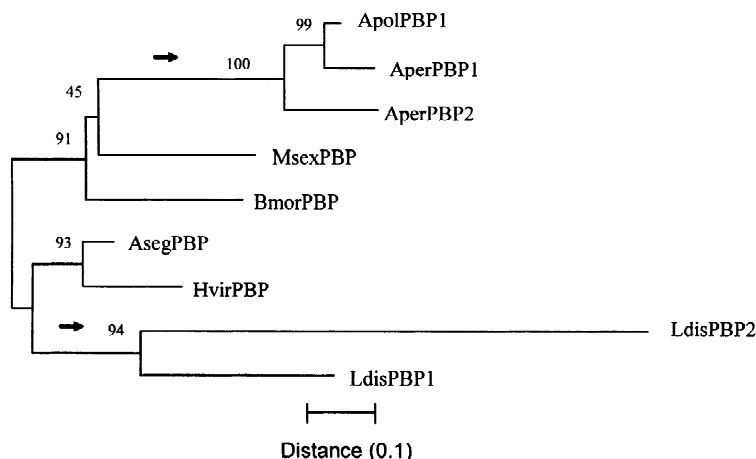 ApolPBP1
99
AperPBP1
100
AperPBP2
45
91
MsexPBP
BmorPBP
93
AsegPBP
HvirPBP
94
LdisPBP2
LdisPBP1
Distance (0.1)